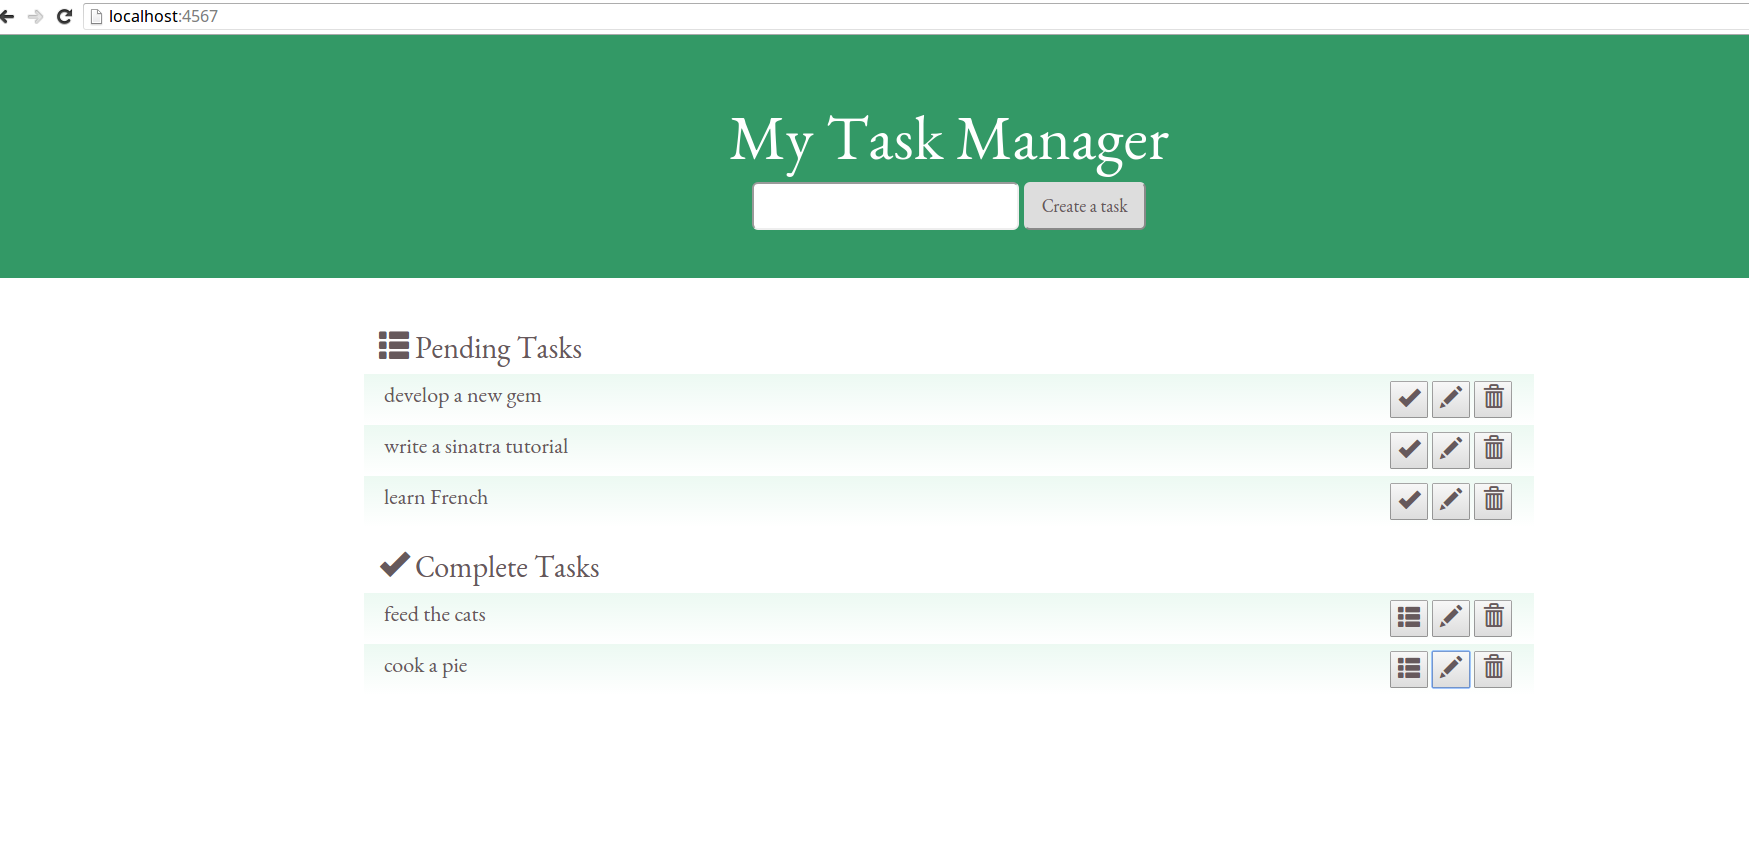 localhost:4567
My Task Manager
Create a task
Pending Tasks
develop a new gem
write a sinatra tutorial
learn French
Complete Tasks
feed the cats
cook a pie